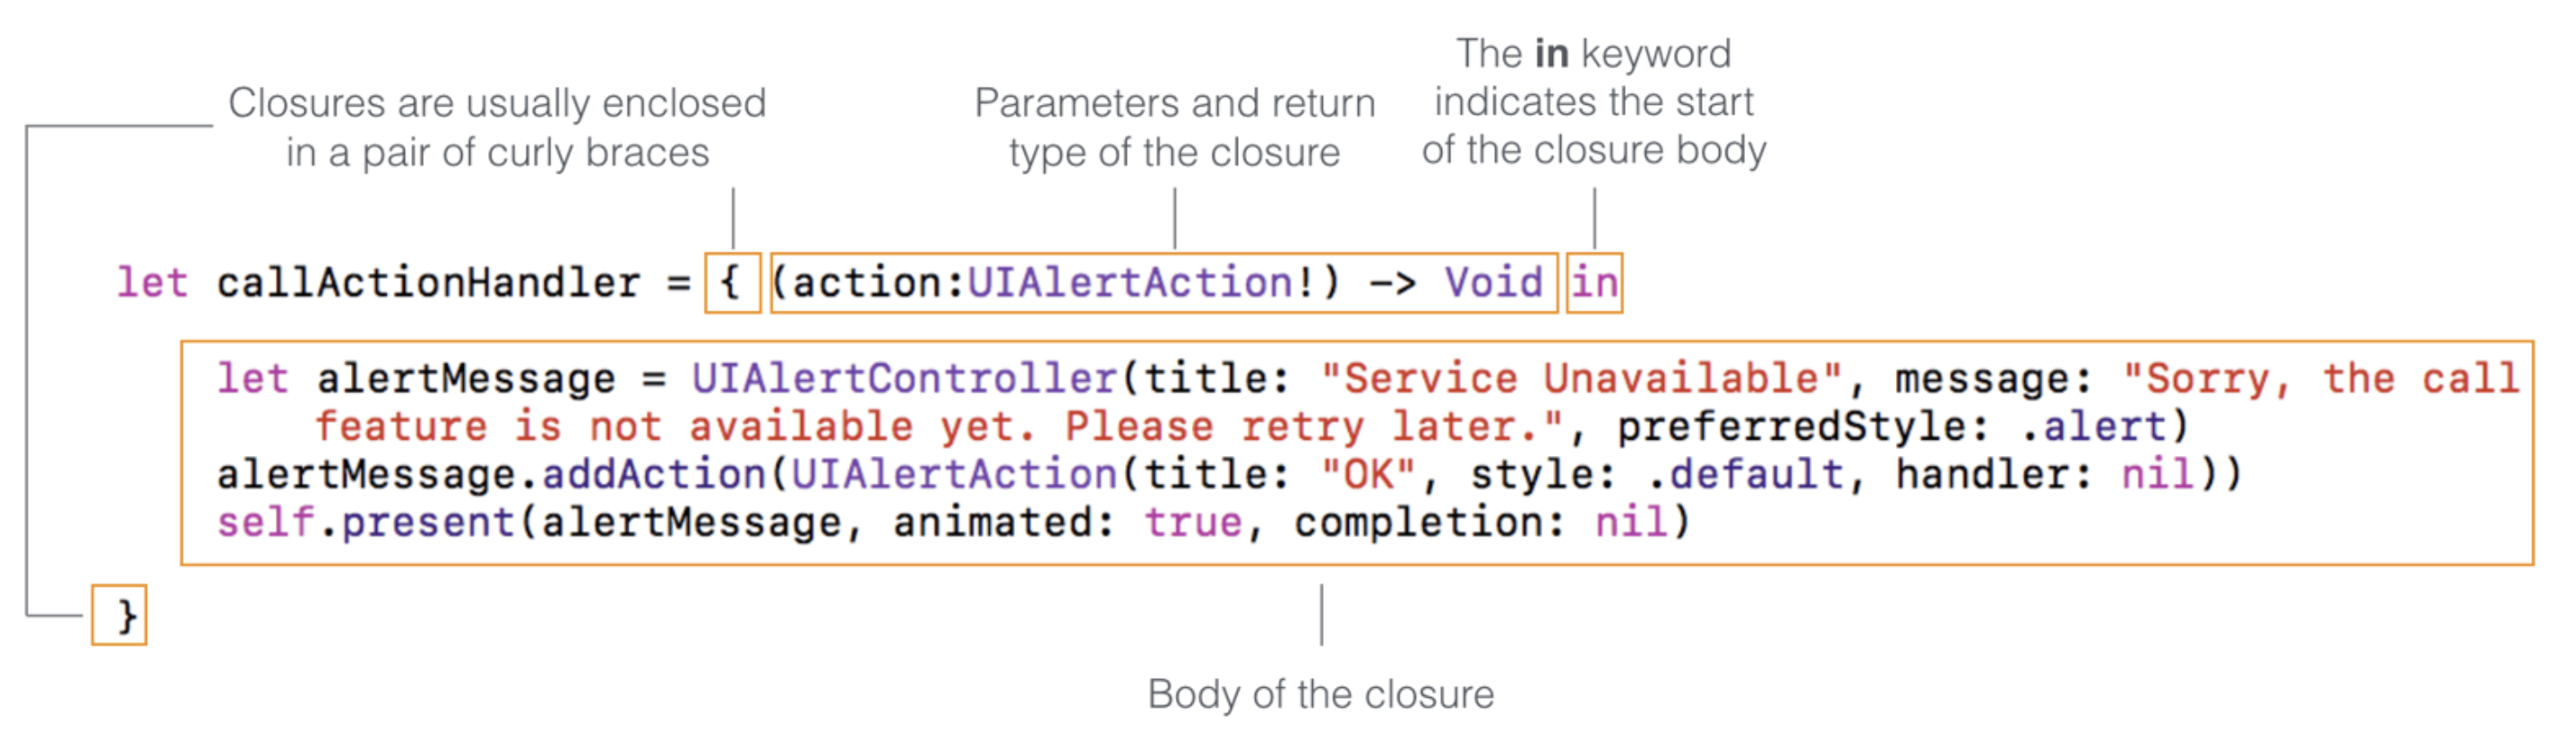 The in keyword
indicates the start
of the closure body
Closures are usually enclosed
in a pair of curly braces
Parameters and return
type of the closure
let callActionHandler = { (action:UIAlertAction!) -> Void in
let alertMessage = UIAlertController(title: "Service Unavailable", message: "Sorry, the call
feature is not available yet. Please retry later.", preferredStyle: .alert)
alertMessage.addAction(UIAlertAction(title: "OK", style: .default, handler: nil))
self.present(alertMessage, animated: true, completion: nil)
}
Body of the closure